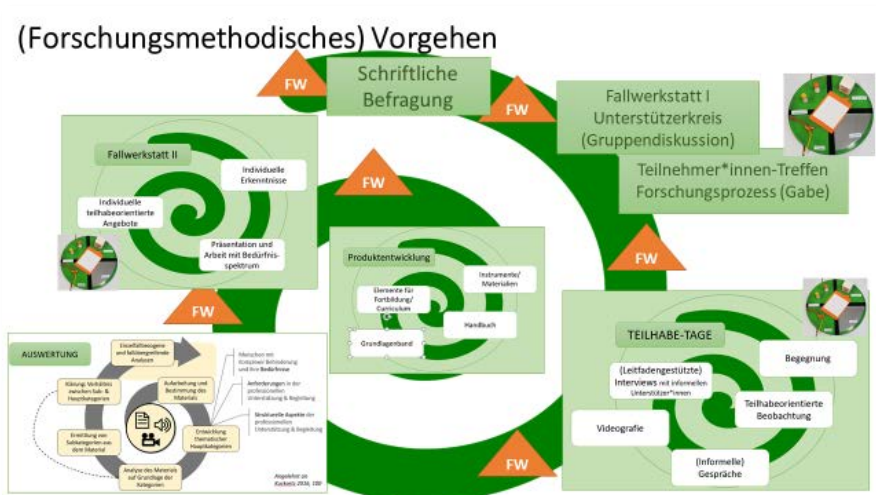 (Forschungsmethodisches) Vorgehen
FW
Schriftliche
Befragung
FW
Fallwerkstatt I
Unterstützerkreis
(Gruppendiskussion)
Teilnehmer*innen-Treffen
Forschungsprozess (Gabe)
Fallwerkstatt II
Individuelle
Erkenntnisse
Individuelle
teilhabeorientierte
Angebote
Präsentation und
Arbeit mit Bedürfnis-
spektrum
FW
FW
FW
Produktentwicklung
Instrumente/
Materialien
Elemente für
Fortbildung/
Curriculum
Handbuch
Grundlagenband
TEILHABE-TAGE
Begegnung
(Leitfadengestützte)
Interviews mit informellen
Unterstützer*innen
Teilhabeorientierte
Beobachtung
Videografie
(Informelle)
Gespräche
FW
AUSWERTUNG
Einzelfallbezogene
und fallübergreifende
Analysen
Klärung: Verhältnis
zwischen Sub- &
Hauptkategorien
Aufarbeitung und
Bestimmung des
Materials
Ermittlung von
Subkategorien aus
dem Material
Entwicklung
thematischer
Hauptkategorien
Analyse des Materials
auf Grundlage der
Kategorien
Menschen mit
Komplexer Behinderung
und ihre Bedürfnisse
Anforderungen in der
professionellen
Unterstützung & Begleitung
Strukturelle Aspekte der
professionellen
Unterstützung & Begleitung
Angelehnt an
Kuckartz 2016, 100